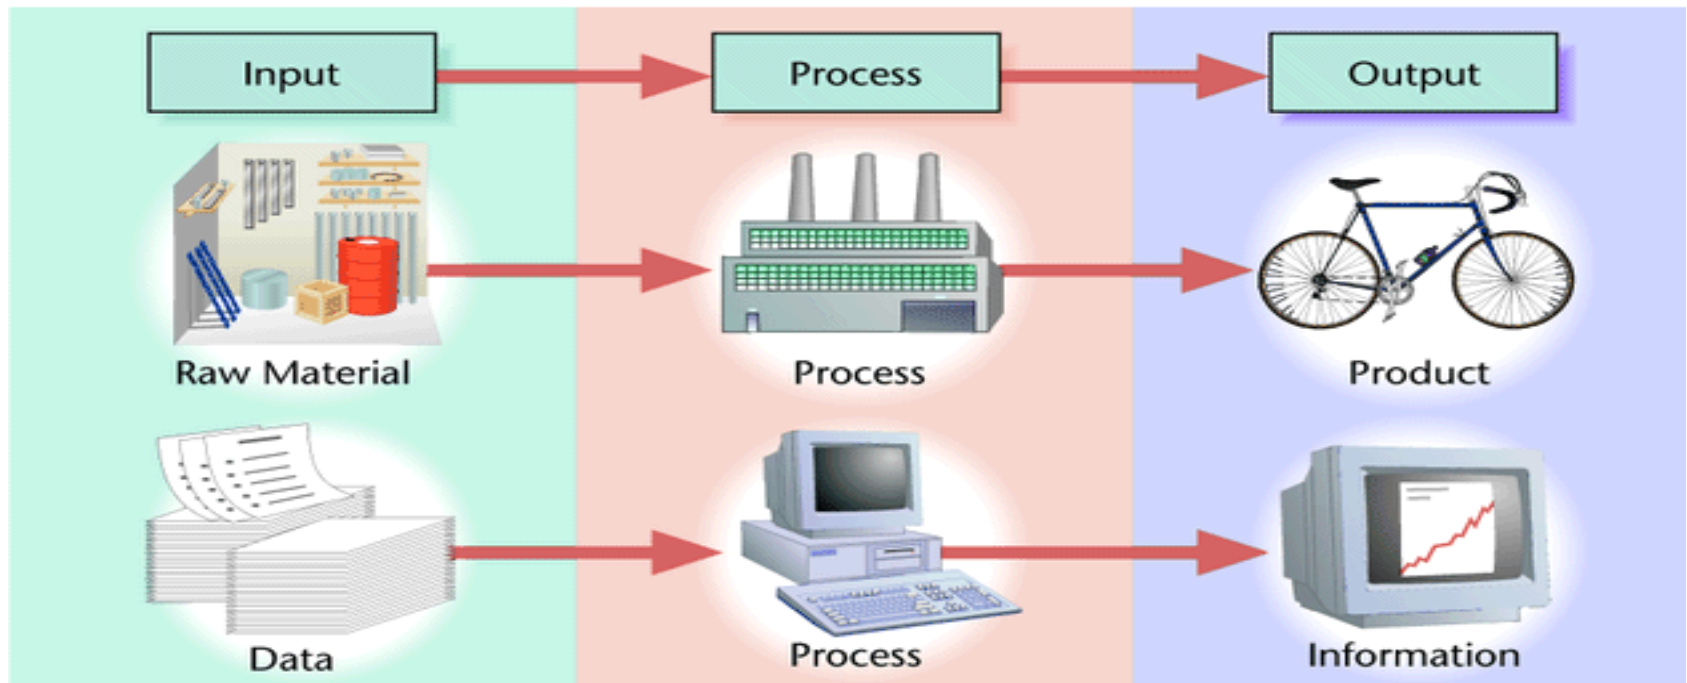 Input
Process
Output
Raw Material
Process
Product
Data
Process
Information